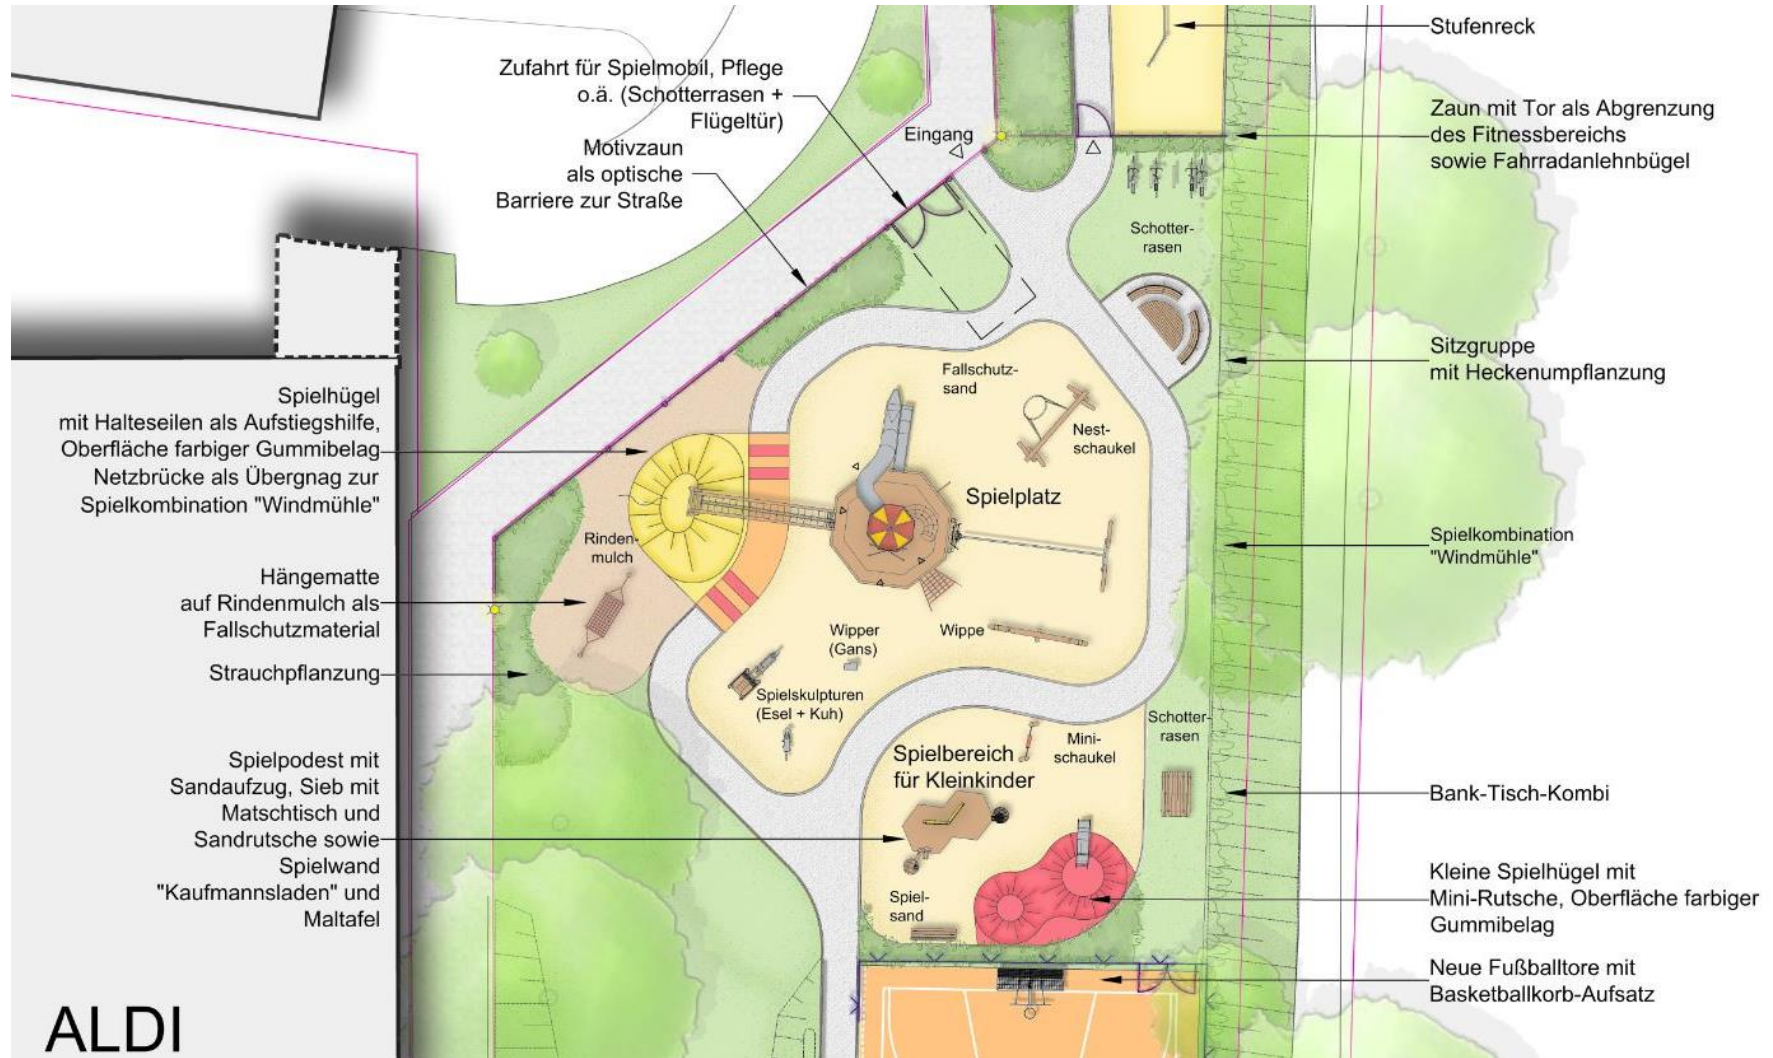 Stufenreck
Zufahrt für Spielmobil, Pflege
o.ä. (Schotterrasen +
Flügeltür)
Eingang
Zaun mit Tor als Abgrenzung
des Fitnessbereichs
sowie Fahrradanlehnbügel
Motivzaun
als optische
Barriere zur Straße
Schotter-
rasen
Sitzgruppe
mit Heckenumpflanzung
Fallschutz-
sand
Nest-
schaukel
Spielhügel
mit Halteseilen als Aufstiegshilfe,
Oberfläche farbiger Gummibelag
Netzbrücke als Übergnag zur
Spielkombination "Windmühle"
Spielplatz
Rinden-
mulch
Spielkombination
"Windmühle"
Hängematte
auf Rindenmulch als
Fallschutzmaterial
Wipper
(Gans)
Wippe
Strauchpflanzung
Spielskulpturen
(Esel + Kuh)
Schotter-
rasen
Mini-
schaukel
Spielbereich
für Kleinkinder
Spielpodest mit
Sandaufzug, Sieb mit
Matschtisch und
Sandrutsche sowie
Spielwand
"Kaufmannsladen" und
Maltafel
Bank-Tisch-Kombi
Spiel-
sand
Kleine Spielhügel mit
Mini-Rutsche, Oberfläche farbiger
Gummibelag
Neue Fußballtore mit
Basketballkorb-Aufsatz
ALDI